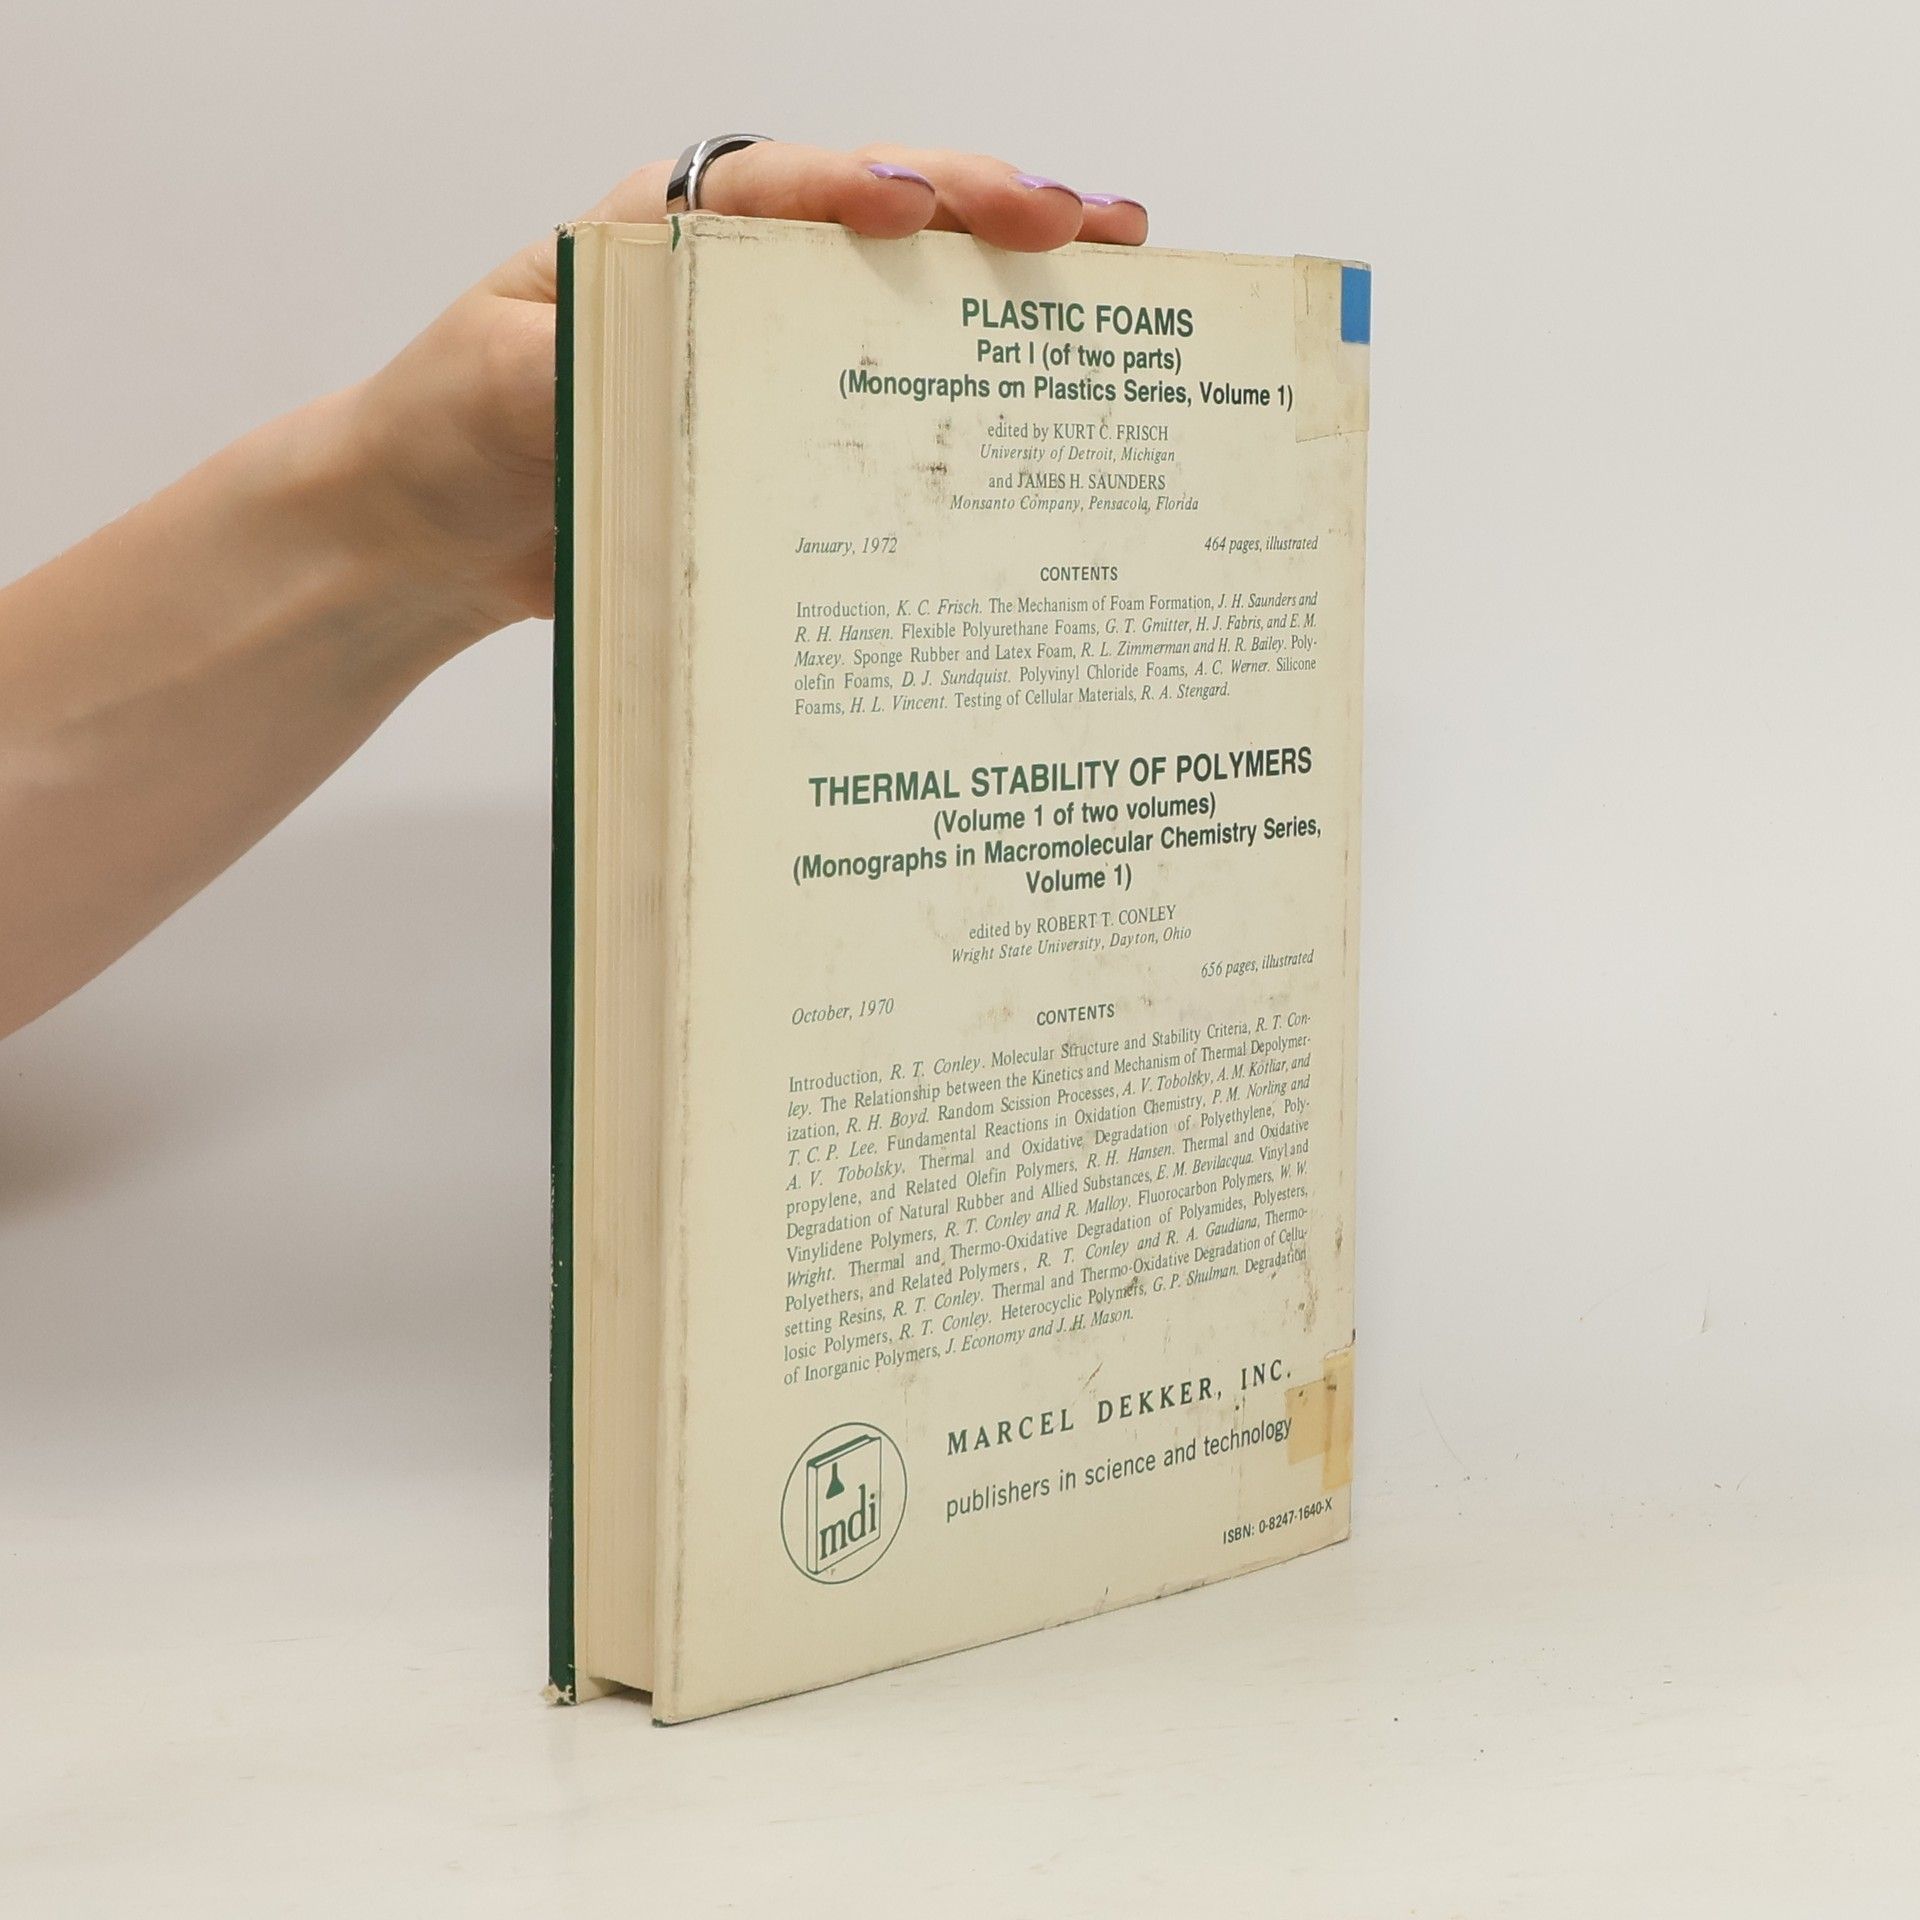 PLASTIC FOAMS
Part I (of two parts)
(Monographs on Plastics Series, Volume 1)
edited by KURT C. FRISCH
University of Detroit, Michigan
and JAMES H. SAUNDERS
Monsanto Company, Pensacola, Florida
January, 1972 464 pages, illustrated
CONTENTS
Introduction, K. C. Frisch. The Mechanism of Foam Formation, J. H. Saunders and
R. H. Hansen. Flexible Polyurethane Foams, G. T. Gmitter, H. J. Fabris, and E. M.
Maxey. Sponge Rubber and Latex Foam, R. L. Zimmerman and H. R. Bailey. Poly-
olefin Foams, D. J. Sundquist. Polyvinyl Chloride Foams, A. C. Werner. Silicone
Foams, H. L. Vincent. Testing of Cellular Materials, R. A. Stengard.
THERMAL STABILITY OF POLYMERS
(Volume 1 of two volumes)
(Monographs in Macromolecular Chemistry Series,
Volume 1)
edited by ROBERT T. CONLEY
Wright State University, Dayton, Ohio
October, 1970 656 pages, illustrated
CONTENTS
Introduction, R. T. Conley. Molecular Structure and Stability Criteria, R. T. Con-
ley. The Relationship between the Kinetics and Mechanism of Thermal Depolymer-
ization, R. H. Boyd. Random Scission Processes, A. V. Tobolsky, A. M. Kotliar, and
T. C. P. Lee. Fundamental Reactions in Oxidation Chemistry, P. M. Norling and
A. V. Tobolsky. Thermal and Oxidative Degradation of Polyethylene, Poly-
propylene, and Related Olefin Polymers, R. H. Hansen. Thermal and Oxidative
Degradation of Natural Rubber and Allied Substances, E. M. Bevilacqua. Vinyl and
Vinylidene Polymers, R. T. Conley and R. Malloy. Fluorocarbon Polymers, W. W.
Wright. Thermal and Thermo-Oxidative Degradation of Polyamides, Polyesters,
Polyethers, and Related Polymers, R. T. Conley and R. A. Gaudiana, Thermo-
setting Resins, R. T. Conley. Thermal and Thermo-Oxidative Degradation of Cellu-
losic Polymers, R. T. Conley. Heterocyclic Polymers, G. P. Shulman. Degradation
of Inorganic Polymers, J. Economy and J. H. Mason.
MARCEL DEKKER, INC.
publishers in science and technology
mdi
ISBN: 0-8247-1640-X